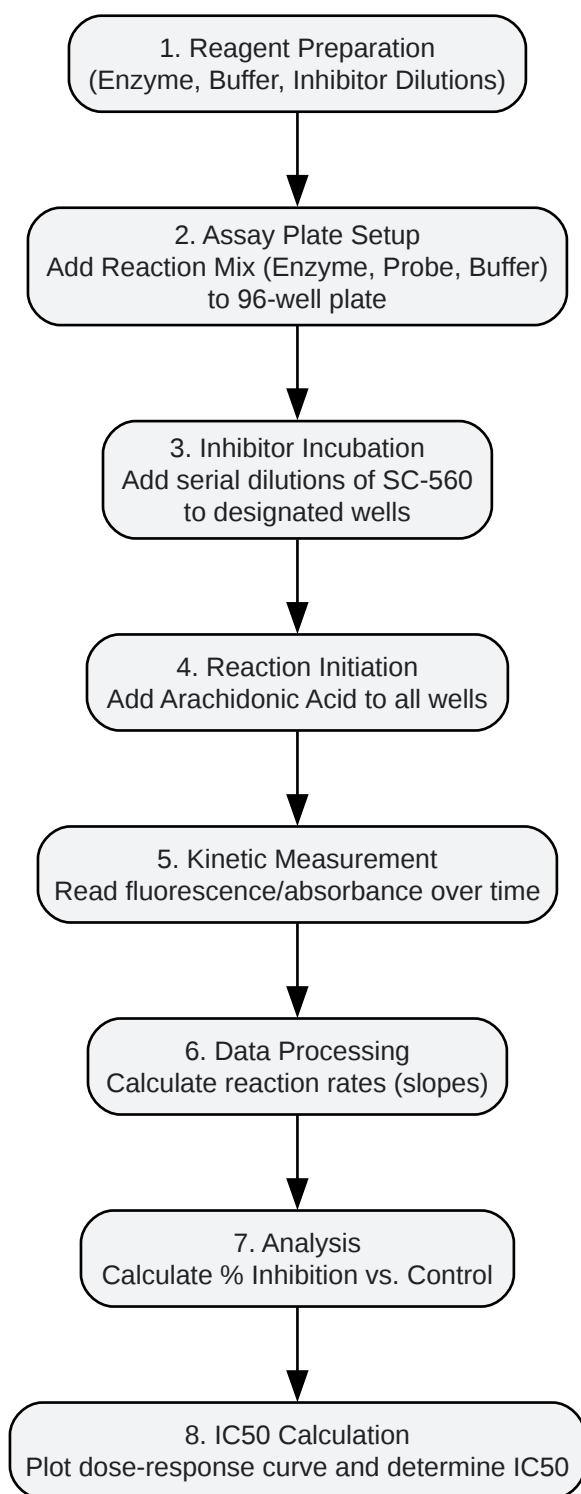 1. Reagent Preparation
(Enzyme, Buffer, Inhibitor Dilutions)
2. Assay Plate Setup
Add Reaction Mix (Enzyme, Probe, Buffer)
to 96-well plate
3. Inhibitor Incubation
Add serial dilutions of SC-560
to designated wells
4. Reaction Initiation
Add Arachidonic Acid to all wells
5. Kinetic Measurement
Read fluorescence/absorbance over time
6. Data Processing
Calculate reaction rates (slopes)
7. Analysis
Calculate % Inhibition vs. Control
8. IC50 Calculation
Plot dose-response curve and determine IC50